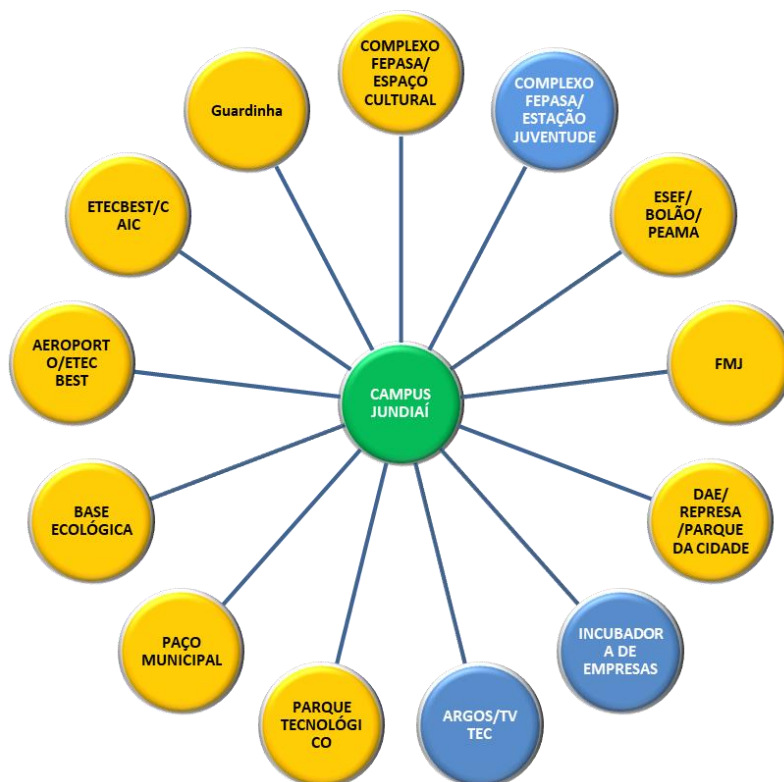 COMPLEXO
FEPASA/
ESPAÇO
CULTURAL
COMPLEXO
FEPASA/
ESTAÇÃO
JUVENTUDE
ESEF/
BOLÃO/
PEAMA
FMJ
DAE/
REPRESA
/PARQUE
DA CIDADE
INCUBADOR
A DE
EMPRESAS
ARGOS/TV
TEC
PARQUE
TECNOLÓGI
CO
PAÇO
MUNICIPAL
BASE
ECOLÓGICA
AEROPORT
O/ETEC
BEST
ETECBEST/C
AIC
Guardinha
CAMPUS
JUNDIAÍ